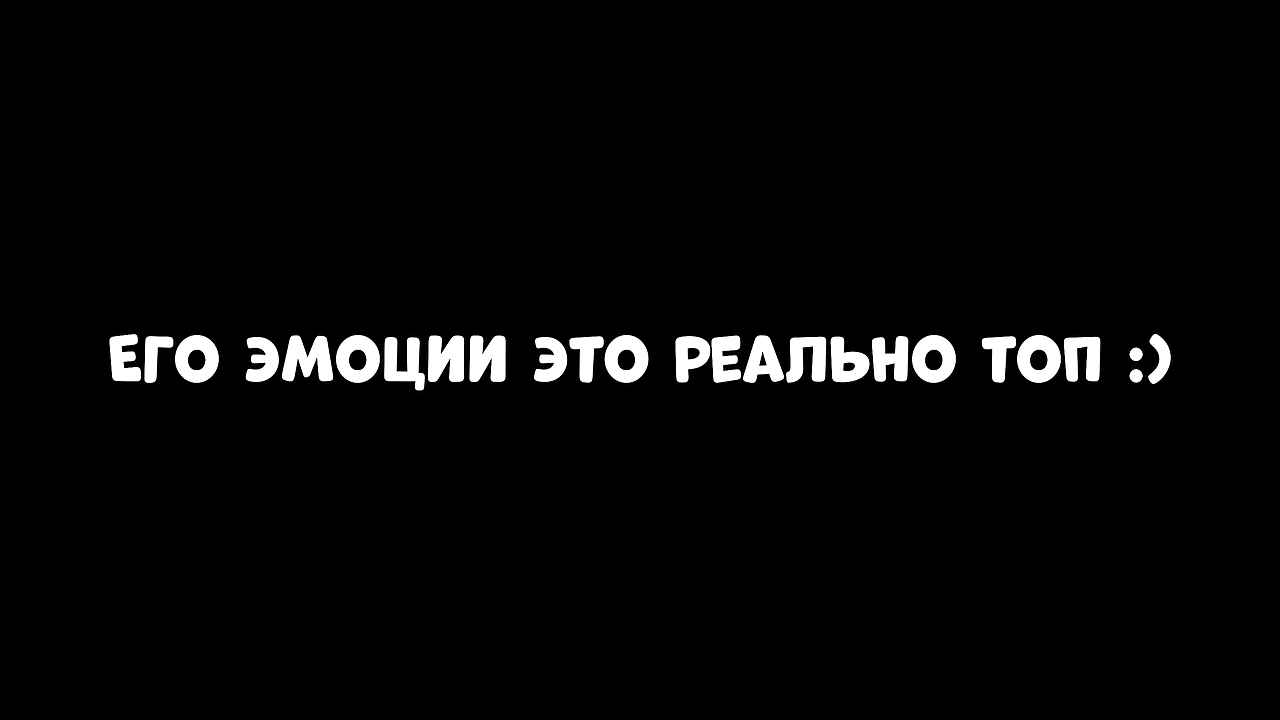 ЕГО ЭМОЦИИ ЭТО РЕАЛЬНО ТОП :)